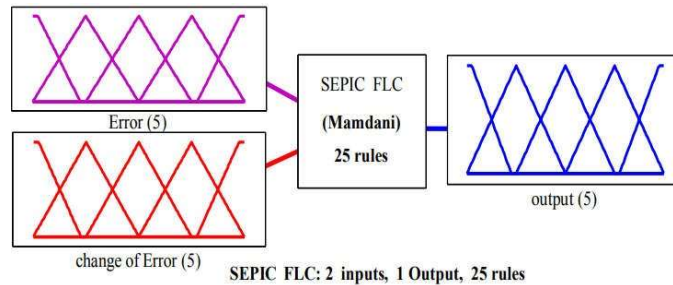 Error (5)
change of Error (5)
SEPIC FLC
(Mamdani)
25 rules
output (5)
SEPIC FLC: 2 inputs, 1 Output, 25 rules